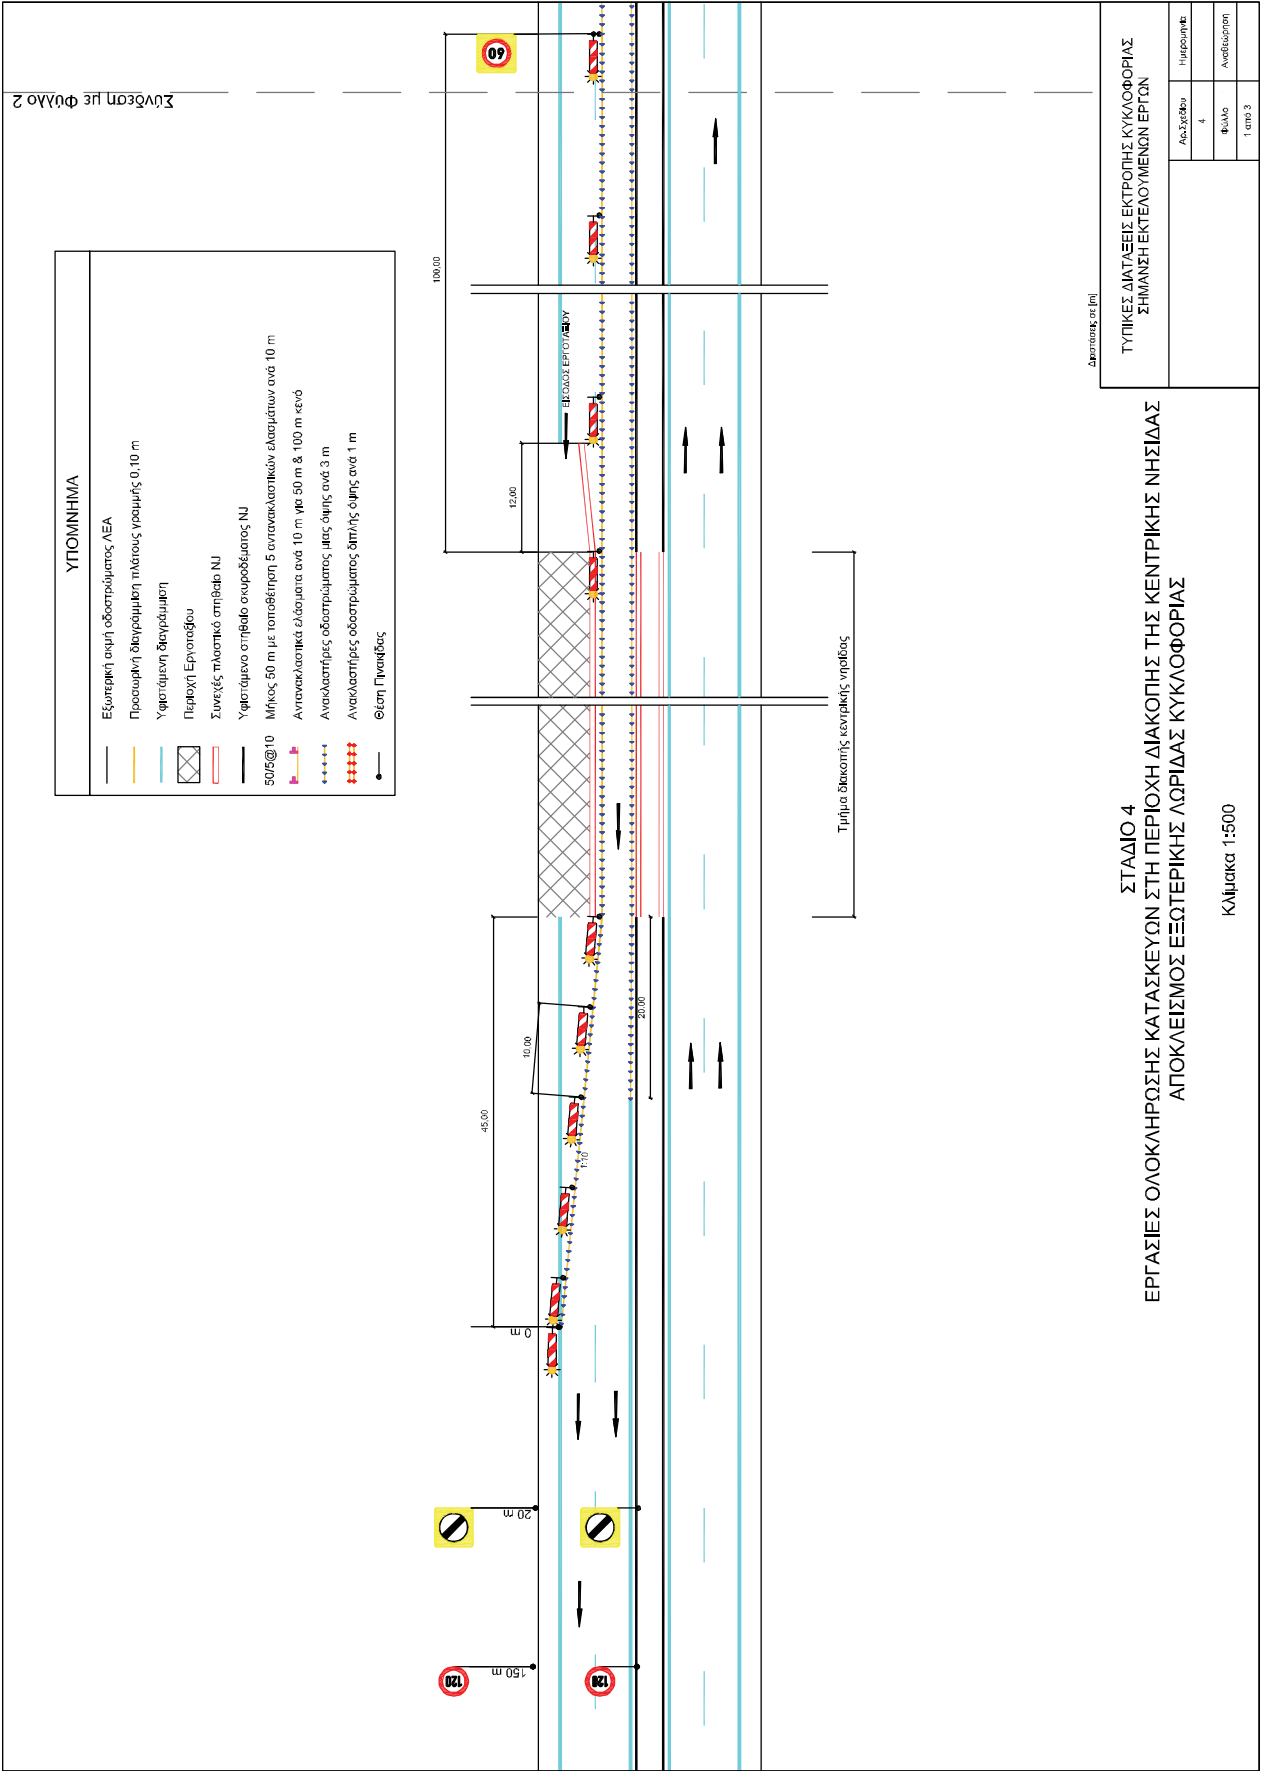 Σύνδεση με Φύλλο 2
ΥΠΟΜΝΗΜΑ
Εξωτερική ακμή οδοστρώματος ΛΕΑ
Προσωρινή διαγράμμιση πλάτους γραμμής 0,10 m
Υφιστάμενη διαγράμμιση
Περιοχή Εργοταξίου
Συνεχές πλαστικό στηθαίο NJ
Υφιστάμενο στηθαίο σκυροδέματος NJ
50/5@10 Μήκος 50 m με τοποθέτηση 5 αντανακλαστικών ελασμάτων ανά 10 m
Αντανακλαστικά ελάσματα ανά 10 m για 50 m & 100 m κενό
Ανακλαστήρες οδοστρώματος μιας όψης ανά 3 m
Ανακλαστήρες οδοστρώματος διπλής όψης ανά 1 m
Θέση Πινακίδας
120
150 m
20 m
0 m
45,00
10,00
12,00
100,00
60
120
1:10
20,00
ΕΙΣΟΔΟΣ ΕΡΓΟΤΑΞΙΟΥ
Τμήμα διακοπής κεντρικής νησίδας
Διαστάσεις σε [m]
ΣΤΑΔΙΟ 4
ΕΡΓΑΣΙΕΣ ΟΛΟΚΛΗΡΩΣΗΣ ΚΑΤΑΣΚΕΥΩΝ ΣΤΗ ΠΕΡΙΟΧΗ ΔΙΑΚΟΠΗΣ ΤΗΣ ΚΕΝΤΡΙΚΗΣ ΝΗΣΙΔΑΣ
ΑΠΟΚΛΕΙΣΜΟΣ ΕΞΩΤΕΡΙΚΗΣ ΛΩΡΙΔΑΣ ΚΥΚΛΟΦΟΡΙΑΣ
Κλίμακα 1:500
ΤΥΠΙΚΕΣ ΔΙΑΤΑΞΕΙΣ ΕΚΤΡΟΠΗΣ ΚΥΚΛΟΦΟΡΙΑΣ
ΣΗΜΑΝΣΗ ΕΚΤΕΛΟΥΜΕΝΩΝ ΕΡΓΩΝ
Αρ.Σχεδίου
Ημερομηνία
4
Φύλλο
Αναθεώρηση
1 από 3